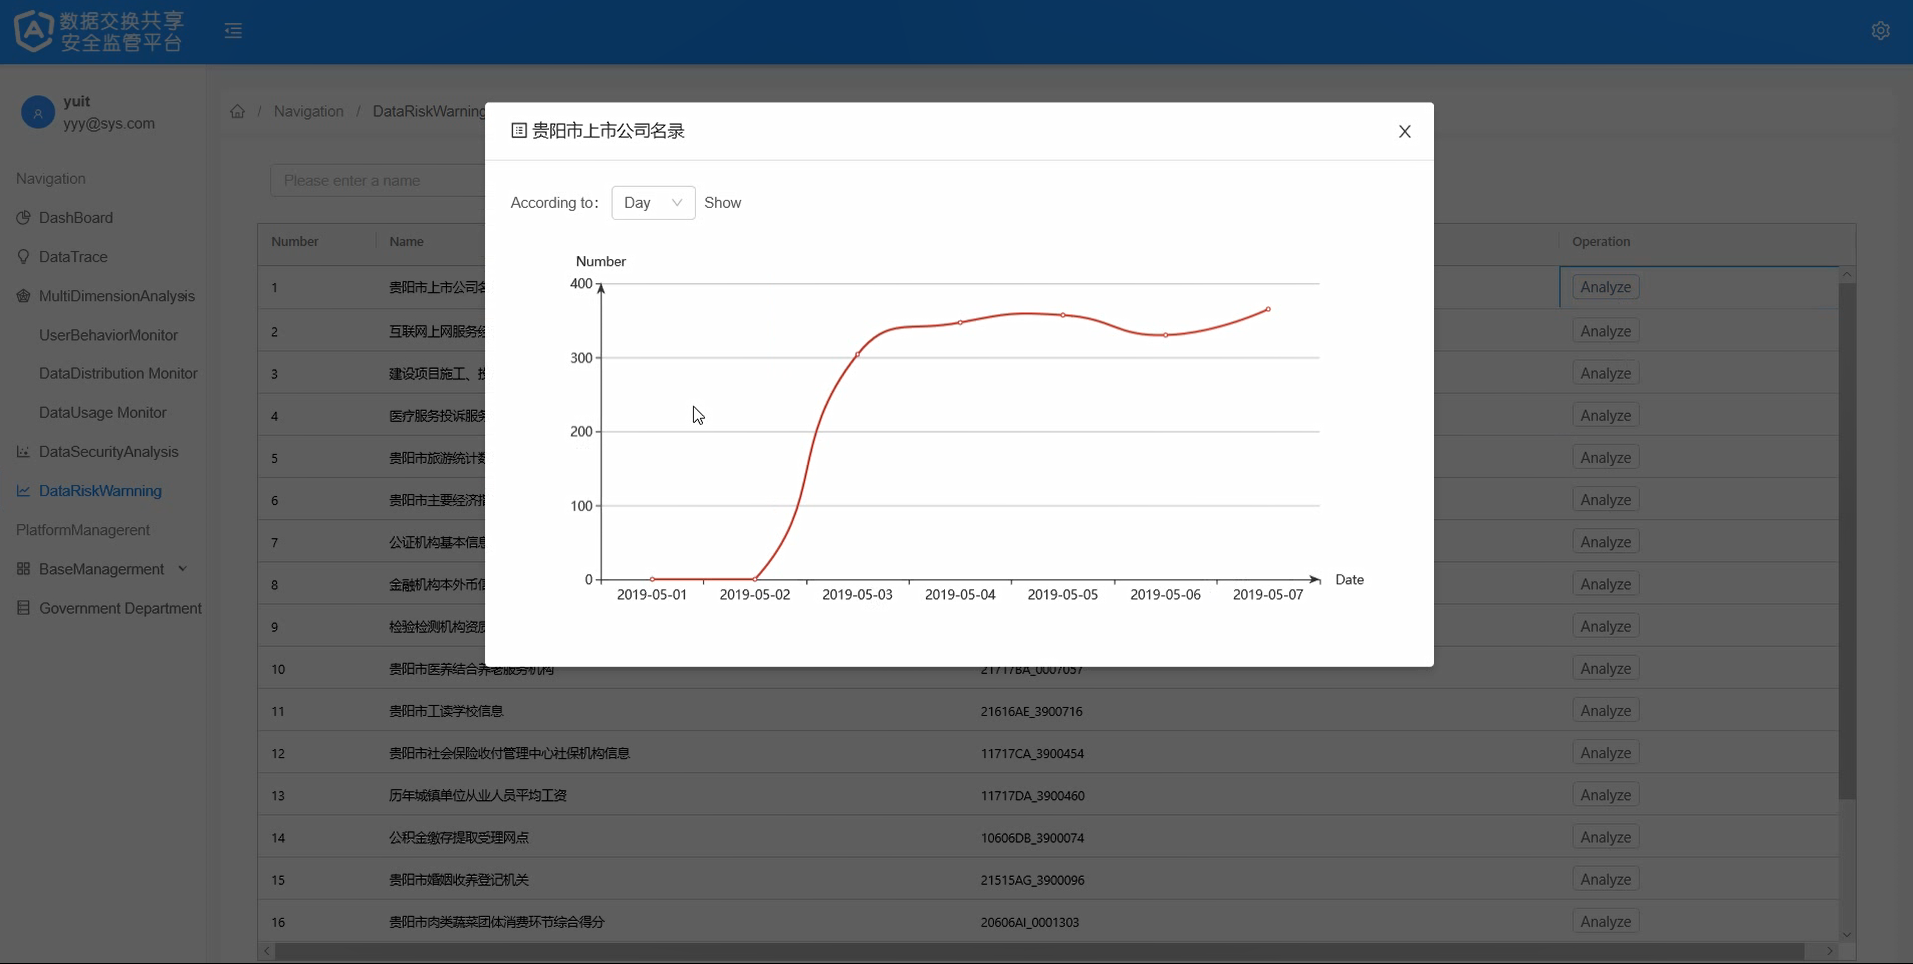 数据交换共享
安全监管平台
yuit
yyy@sys.com
Navigation
DashBoard
DataTrace
MultiDimensionAnalysis
UserBehaviorMonitor
DataDistribution Monitor
DataUsage Monitor
DataSecurityAnalysis
DataRiskWarnning
PlatformManagerent
BaseManagerment
Government Department
/ Navigation / DataRiskWarning
Please enter a name
Number Name Operation
1 贵阳市上市公司名 Analyze
2 互联网上网服务 Analyze
3 建设项目施工、 Analyze
4 医疗服务投诉服务 Analyze
5 贵阳市旅游统计数 Analyze
6 贵阳市主要经济指 Analyze
7 公证机构基本信息 Analyze
8 金融机构本外币信 Analyze
9 检验检测机构资质 Analyze
10 贵阳市医养结合养老服务机构 21717BA_0007057 Analyze
11 贵阳市工读学校信息 21616AE_3900716 Analyze
12 贵阳市社会保险收付管理中心社保机构信息 11717CA_3900454 Analyze
13 历年城镇单位从业人员平均工资 11717DA_3900460 Analyze
14 公积金缴存提取受理网点 10606DB_3900074 Analyze
15 贵阳市婚姻收养登记机关 21515AG_3900096 Analyze
16 贵阳市肉类蔬菜团体消费环节综合得分 20606AI_0001303 Analyze
贵阳市上市公司名录
According to: Day Show
Number
400
300
200
100
0
Date
2019-05-01 2019-05-02 2019-05-03 2019-05-04 2019-05-05 2019-05-06 2019-05-07